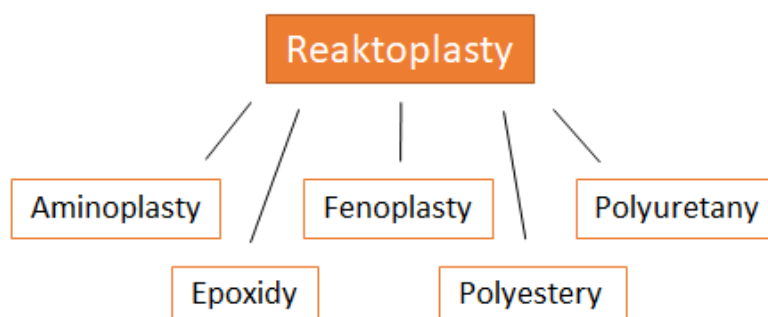 Reaktoplasty
Aminoplasty
Fenoplasty
Polyuretany
Epoxidy
Polyestery